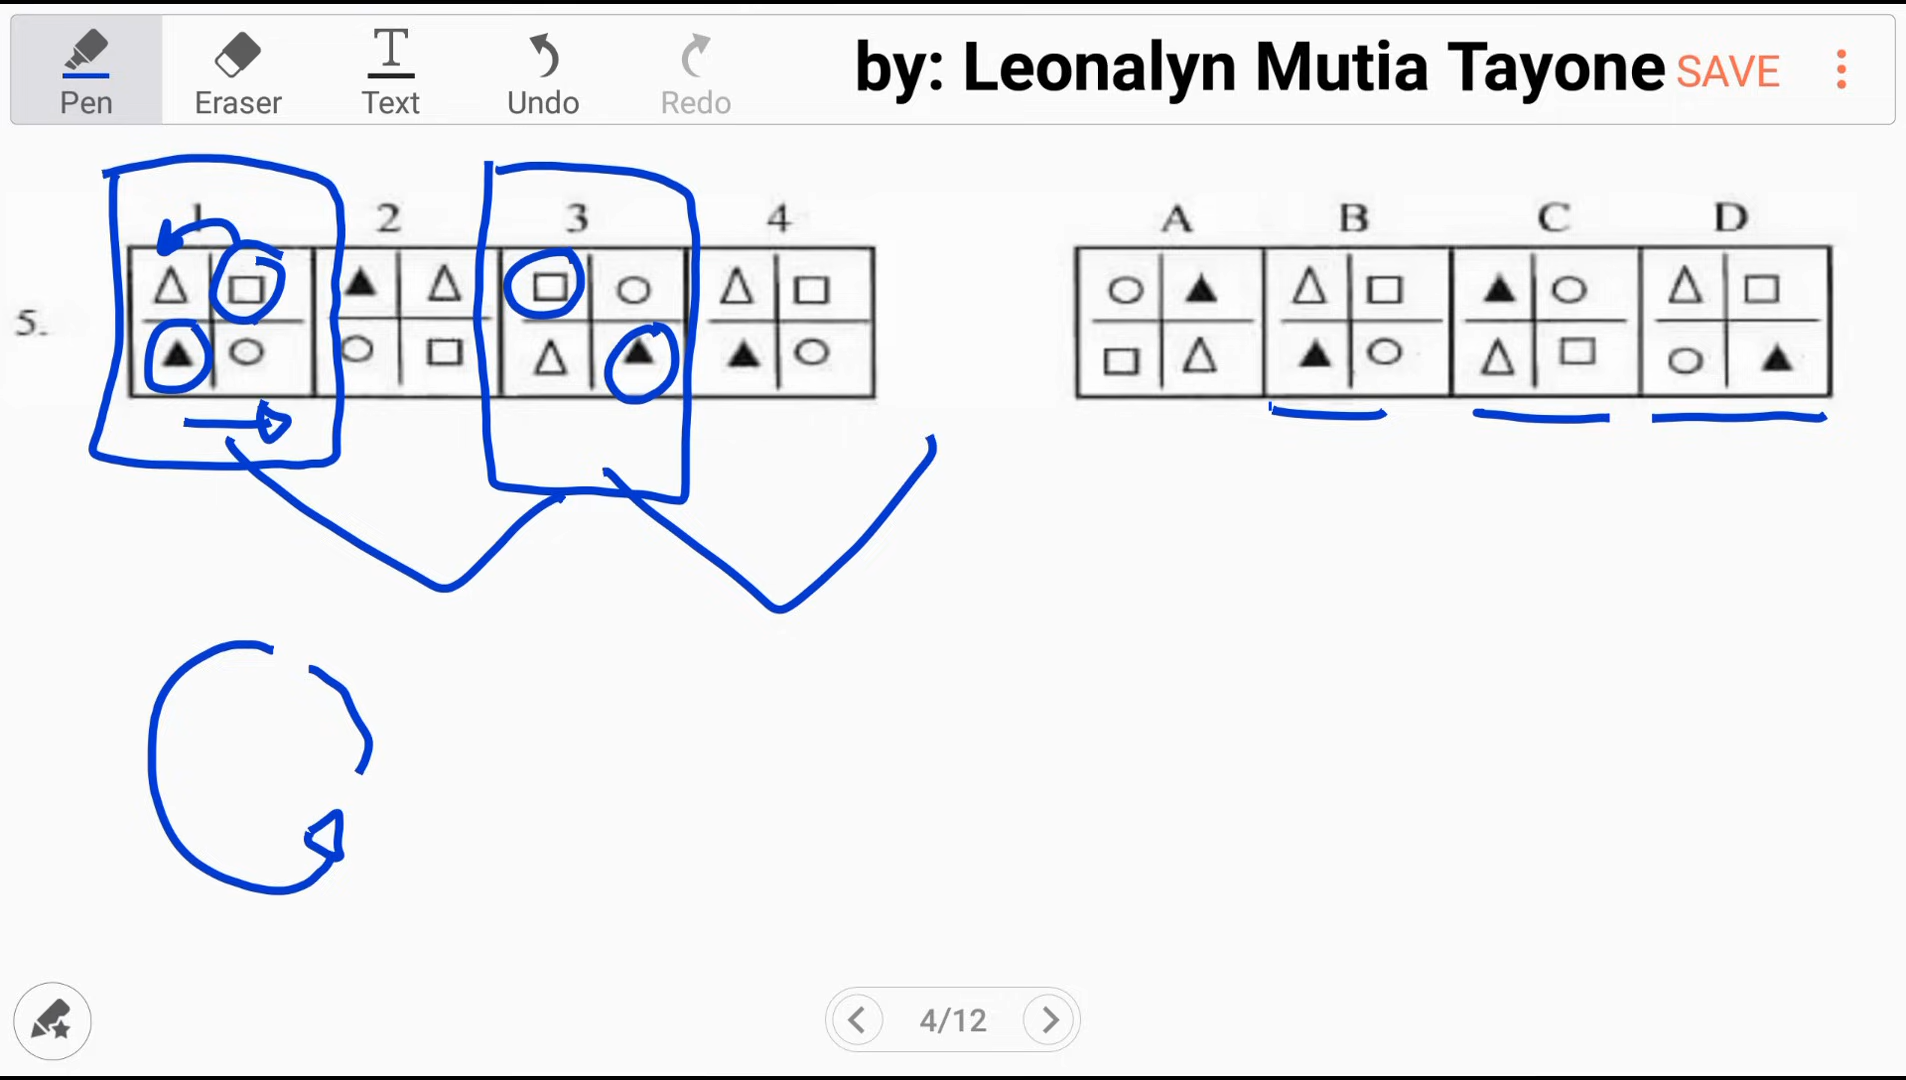 Pen Eraser Text Undo Redo by: Leonalyn Mutia Tayone SAVE
1 2 3 4 A B C D
5.
4/12